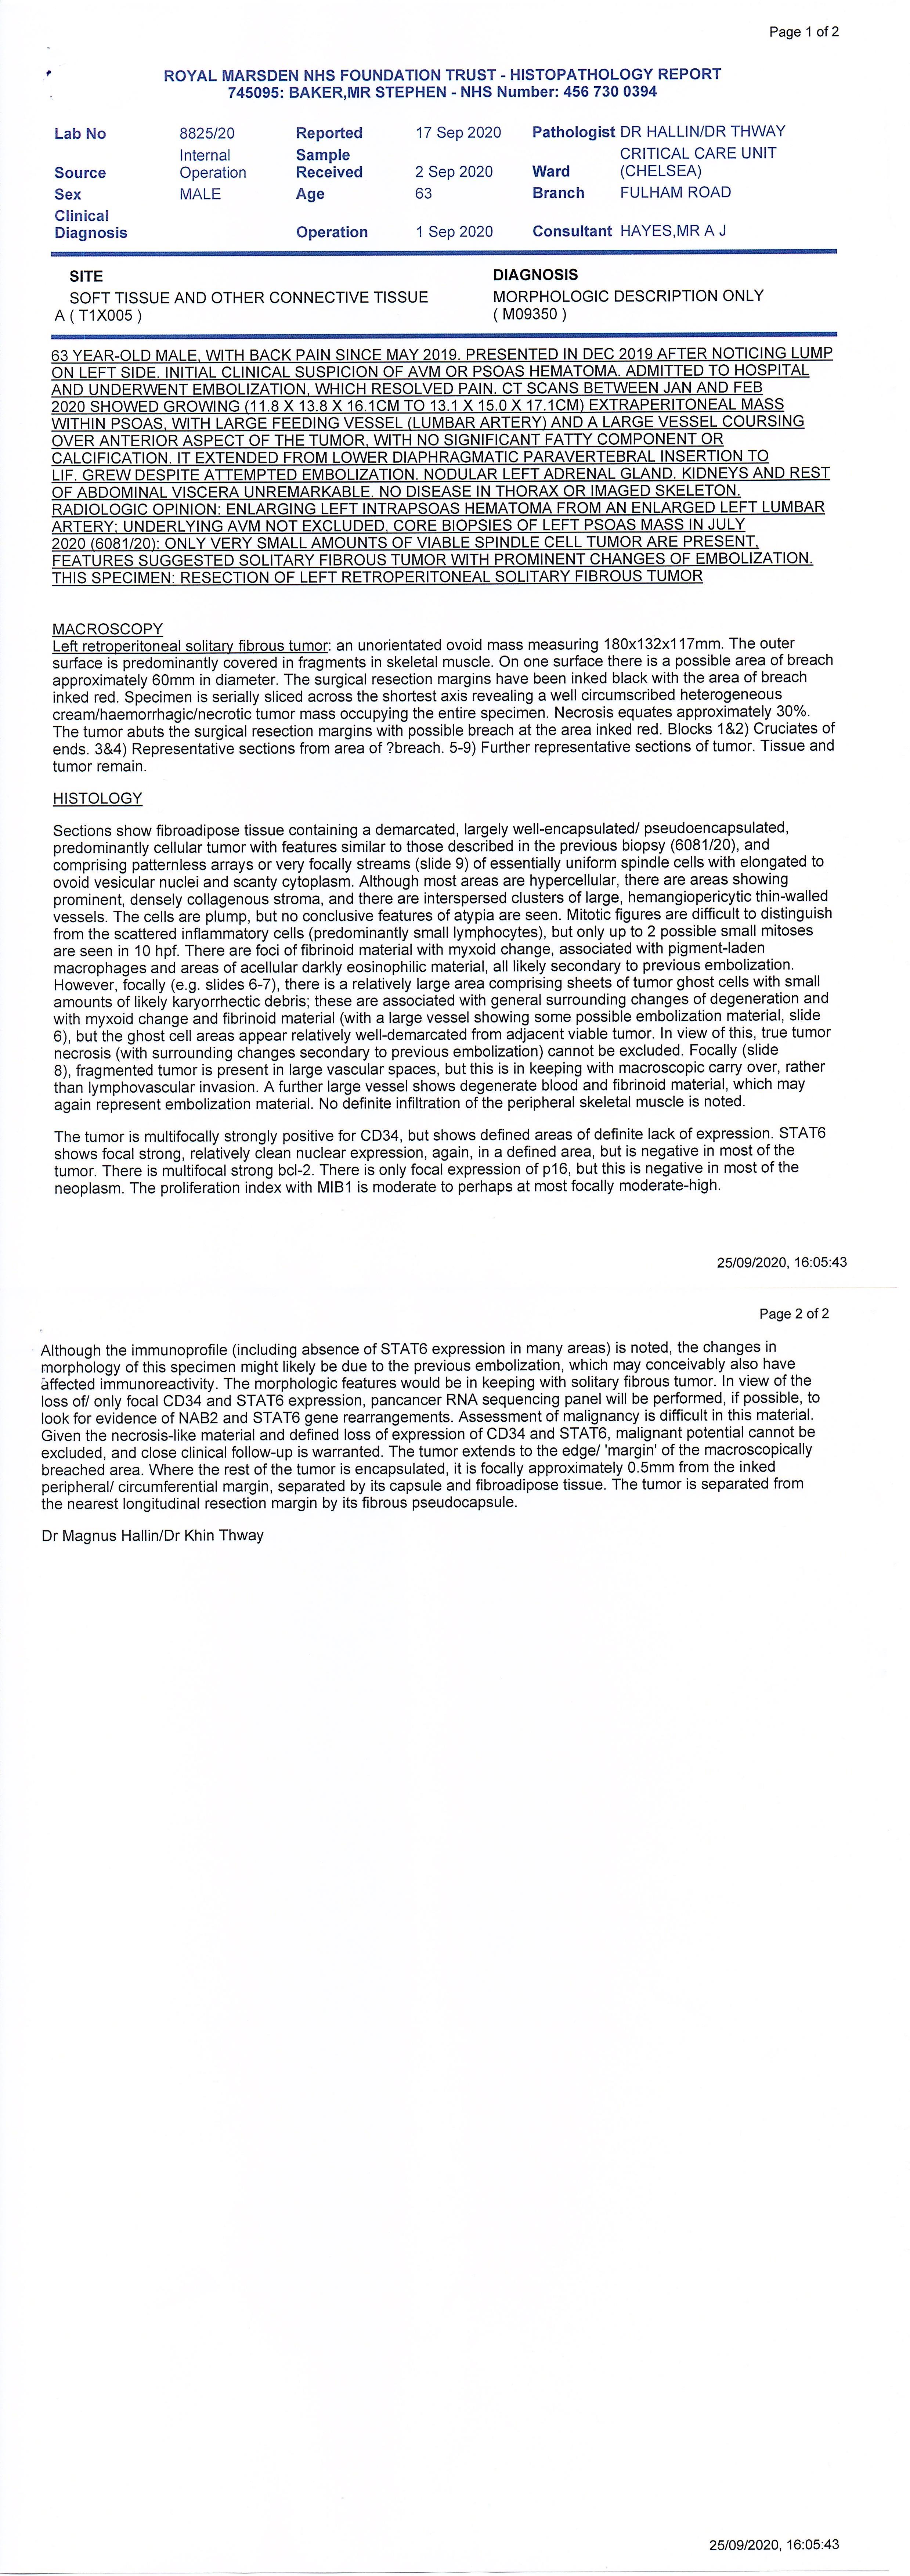 Page 1 of 2
ROYAL MARSDEN NHS FOUNDATION TRUST - HISTOPATHOLOGY REPORT
745095: BAKER,MR STEPHEN - NHS Number: 456 730 0394
Lab No 8825/20 Reported 17 Sep 2020 Pathologist DR HALLIN/DR THWAY
Source Internal Operation Sample Received 2 Sep 2020 Ward CRITICAL CARE UNIT (CHELSEA)
Sex MALE Age 63 Branch FULHAM ROAD
Clinical Diagnosis Operation 1 Sep 2020 Consultant HAYES,MR A J
SITE DIAGNOSIS
SOFT TISSUE AND OTHER CONNECTIVE TISSUE MORPHOLOGIC DESCRIPTION ONLY
A ( T1X005 ) ( M09350 )
63 YEAR-OLD MALE, WITH BACK PAIN SINCE MAY 2019. PRESENTED IN DEC 2019 AFTER NOTICING LUMP
ON LEFT SIDE. INITIAL CLINICAL SUSPICION OF AVM OR PSOAS HEMATOMA. ADMITTED TO HOSPITAL
AND UNDERWENT EMBOLIZATION, WHICH RESOLVED PAIN. CT SCANS BETWEEN JAN AND FEB
2020 SHOWED GROWING (11.8 X 13.8 X 16.1CM TO 13.1 X 15.0 X 17.1CM) EXTRAPERITONEAL MASS
WITHIN PSOAS, WITH LARGE FEEDING VESSEL (LUMBAR ARTERY) AND A LARGE VESSEL COURSING
OVER ANTERIOR ASPECT OF THE TUMOR, WITH NO SIGNIFICANT FATTY COMPONENT OR
CALCIFICATION. IT EXTENDED FROM LOWER DIAPHRAGMATIC PARAVERTEBRAL INSERTION TO
LIF. GREW DESPITE ATTEMPTED EMBOLIZATION. NODULAR LEFT ADRENAL GLAND. KIDNEYS AND REST
OF ABDOMINAL VISCERA UNREMARKABLE. NO DISEASE IN THORAX OR IMAGED SKELETON.
RADIOLOGIC OPINION: ENLARGING LEFT INTRAPSOAS HEMATOMA FROM AN ENLARGED LEFT LUMBAR
ARTERY; UNDERLYING AVM NOT EXCLUDED, CORE BIOPSIES OF LEFT PSOAS MASS IN JULY
2020 (6081/20): ONLY VERY SMALL AMOUNTS OF VIABLE SPINDLE CELL TUMOR ARE PRESENT,
FEATURES SUGGESTED SOLITARY FIBROUS TUMOR WITH PROMINENT CHANGES OF EMBOLIZATION.
THIS SPECIMEN: RESECTION OF LEFT RETROPERITONEAL SOLITARY FIBROUS TUMOR
MACROSCOPY
Left retroperitoneal solitary fibrous tumor: an unorientated ovoid mass measuring 180x132x117mm. The outer
surface is predominantly covered in fragments in skeletal muscle. On one surface there is a possible area of breach
approximately 60mm in diameter. The surgical resection margins have been inked black with the area of breach
inked red. Specimen is serially sliced across the shortest axis revealing a well circumscribed heterogeneous
cream/haemorrhagic/necrotic tumor mass occupying the entire specimen. Necrosis equates approximately 30%.
The tumor abuts the surgical resection margins with possible breach at the area inked red. Blocks 1&2) Cruciates of
ends. 3&4) Representative sections from area of ?breach. 5-9) Further representative sections of tumor. Tissue and
tumor remain.
HISTOLOGY
Sections show fibroadipose tissue containing a demarcated, largely well-encapsulated/ pseudoencapsulated,
predominantly cellular tumor with features similar to those described in the previous biopsy (6081/20), and
comprising patternless arrays or very focally streams (slide 9) of essentially uniform spindle cells with elongated to
ovoid vesicular nuclei and scanty cytoplasm. Although most areas are hypercellular, there are areas showing
prominent, densely collagenous stroma, and there are interspersed clusters of large, hemangiopericytic thin-walled
vessels. The cells are plump, but no conclusive features of atypia are seen. Mitotic figures are difficult to distinguish
from the scattered inflammatory cells (predominantly small lymphocytes), but only up to 2 possible small mitoses
are seen in 10 hpf. There are foci of fibrinoid material with myxoid change, associated with pigment-laden
macrophages and areas of acellular darkly eosinophilic material, all likely secondary to previous embolization.
However, focally (e.g. slides 6-7), there is a relatively large area comprising sheets of tumor ghost cells with small
amounts of likely karyorrhectic debris; these are associated with general surrounding changes of degeneration and
with myxoid change and fibrinoid material (with a large vessel showing some possible embolization material, slide
6), but the ghost cell areas appear relatively well-demarcated from adjacent viable tumor. In view of this, true tumor
necrosis (with surrounding changes secondary to previous embolization) cannot be excluded. Focally (slide
8), fragmented tumor is present in large vascular spaces, but this is in keeping with macroscopic carry over, rather
than lymphovascular invasion. A further large vessel shows degenerate blood and fibrinoid material, which may
again represent embolization material. No definite infiltration of the peripheral skeletal muscle is noted.
The tumor is multifocally strongly positive for CD34, but shows defined areas of definite lack of expression. STAT6
shows focal strong, relatively clean nuclear expression, again, in a defined area, but is negative in most of the
tumor. There is multifocal strong bcl-2. There is only focal expression of p16, but this is negative in most of the
neoplasm. The proliferation index with MIB1 is moderate to perhaps at most focally moderate-high.
25/09/2020, 16:05:43
Page 2 of 2
Although the immunoprofile (including absence of STAT6 expression in many areas) is noted, the changes in
morphology of this specimen might likely be due to the previous embolization, which may conceivably also have
affected immunoreactivity. The morphologic features would be in keeping with solitary fibrous tumor. In view of the
loss of/ only focal CD34 and STAT6 expression, pancancer RNA sequencing panel will be performed, if possible, to
look for evidence of NAB2 and STAT6 gene rearrangements. Assessment of malignancy is difficult in this material.
Given the necrosis-like material and defined loss of expression of CD34 and STAT6, malignant potential cannot be
excluded, and close clinical follow-up is warranted. The tumor extends to the edge/ 'margin' of the macroscopically
breached area. Where the rest of the tumor is encapsulated, it is focally approximately 0.5mm from the inked
peripheral/ circumferential margin, separated by its capsule and fibroadipose tissue. The tumor is separated from
the nearest longitudinal resection margin by its fibrous pseudocapsule.
Dr Magnus Hallin/Dr Khin Thway
25/09/2020, 16:05:43